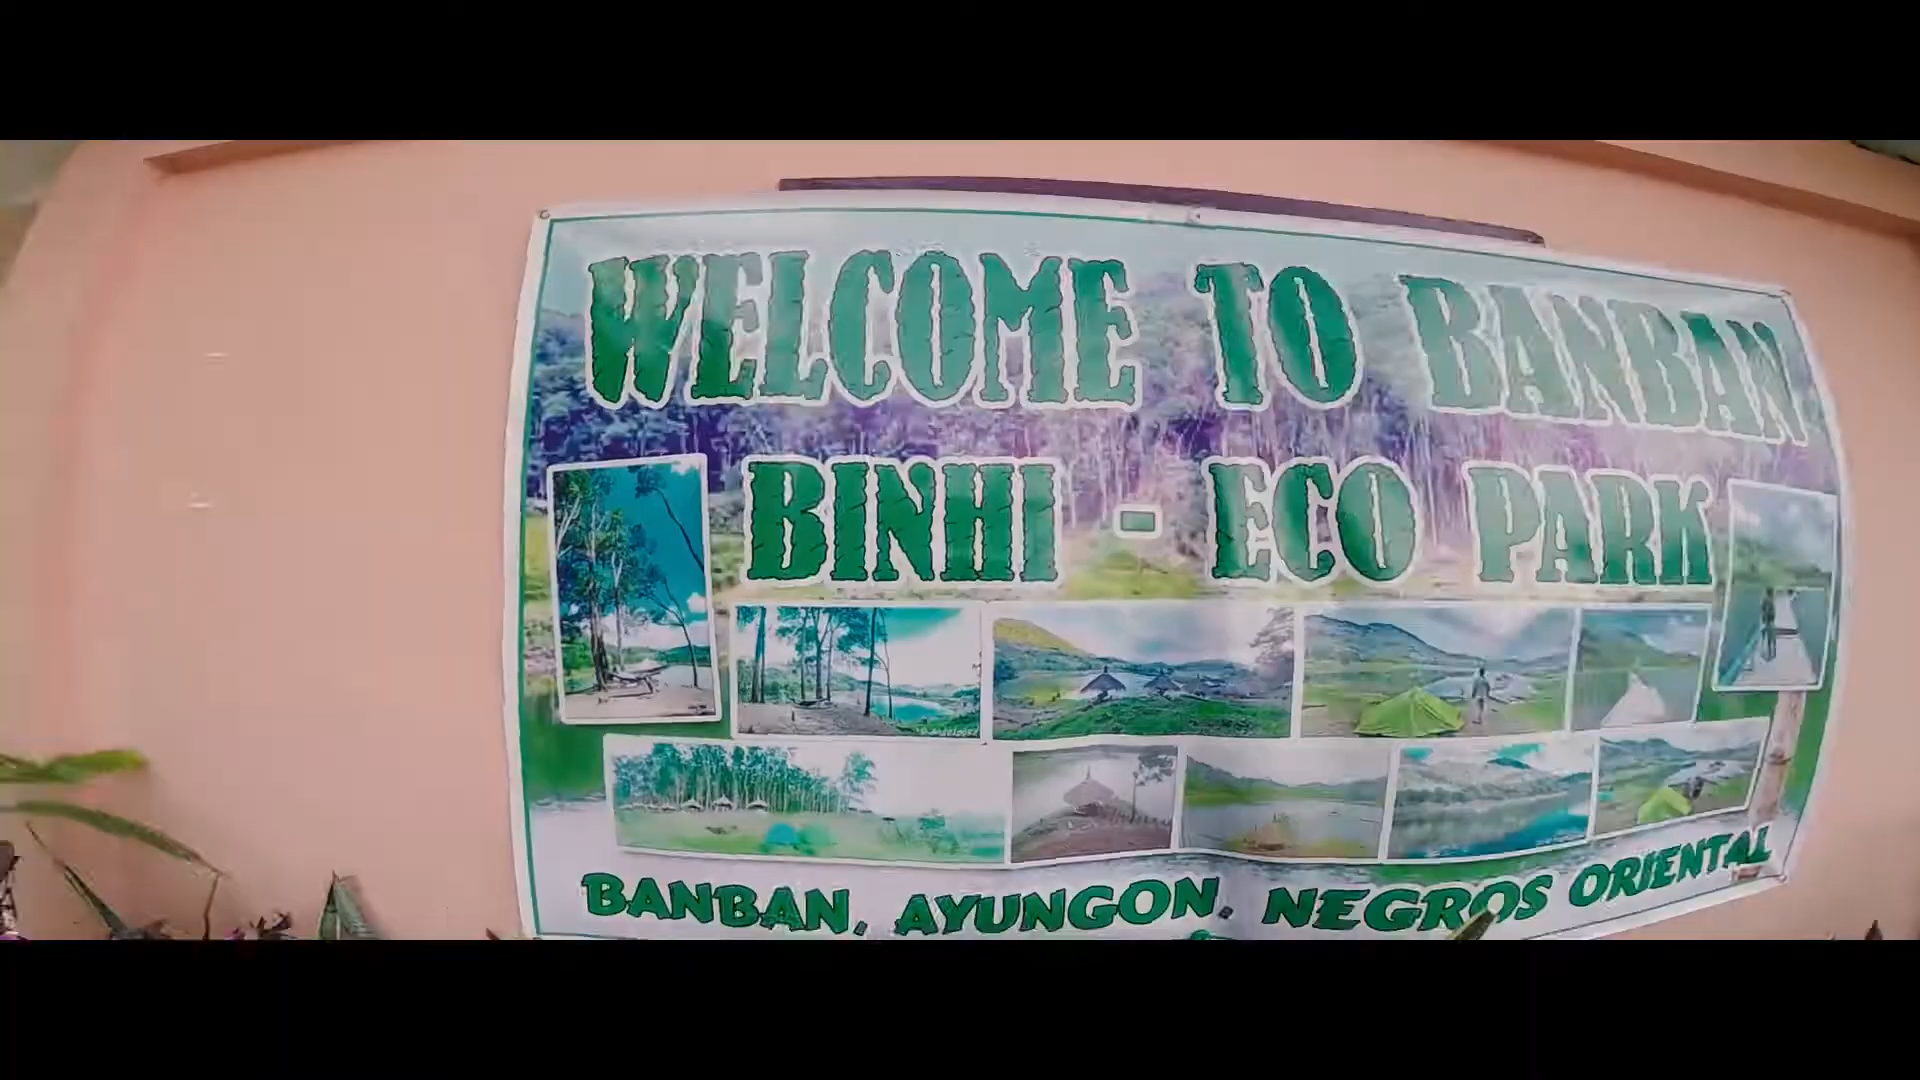 WELCOME TO BANBAN
BINHI - ECO PARK
BANBAN, AYUNGON, NEGROS ORIENTAL